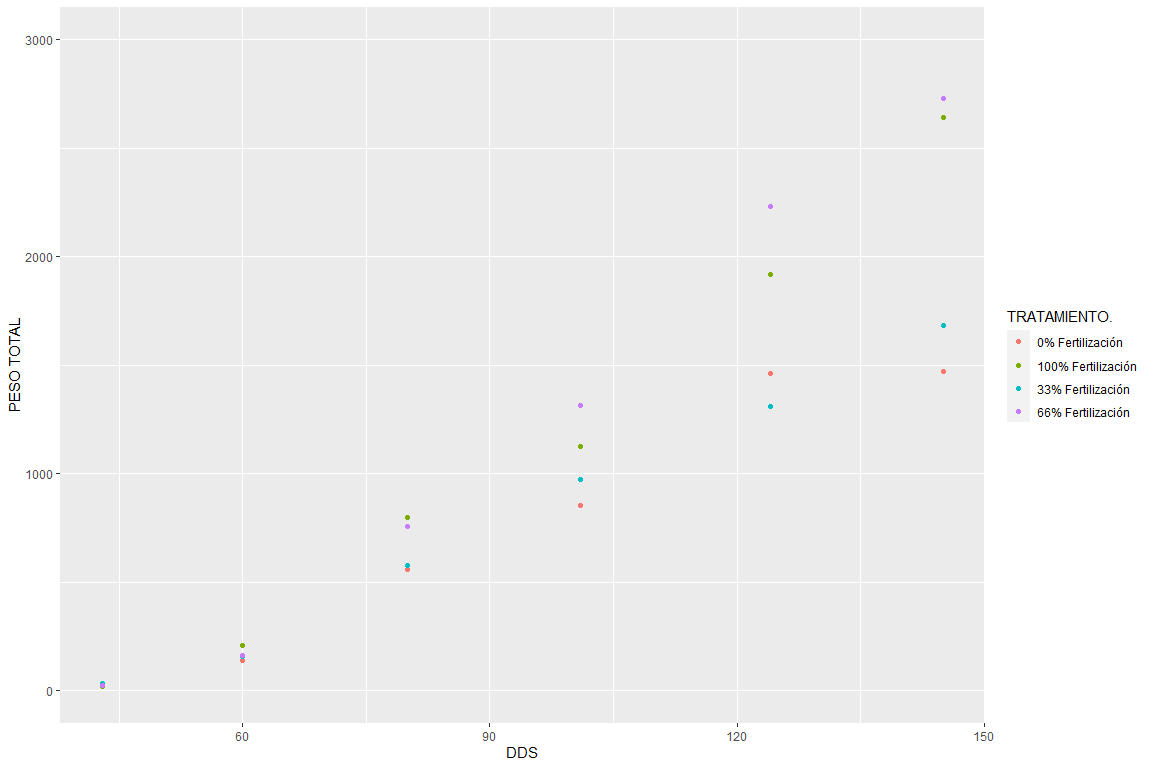 3000
2000
1000
0
PESO TOTAL
60
90
120
150
DDS
TRATAMIENTO.
0% Fertilización
100% Fertilización
33% Fertilización
66% Fertilización